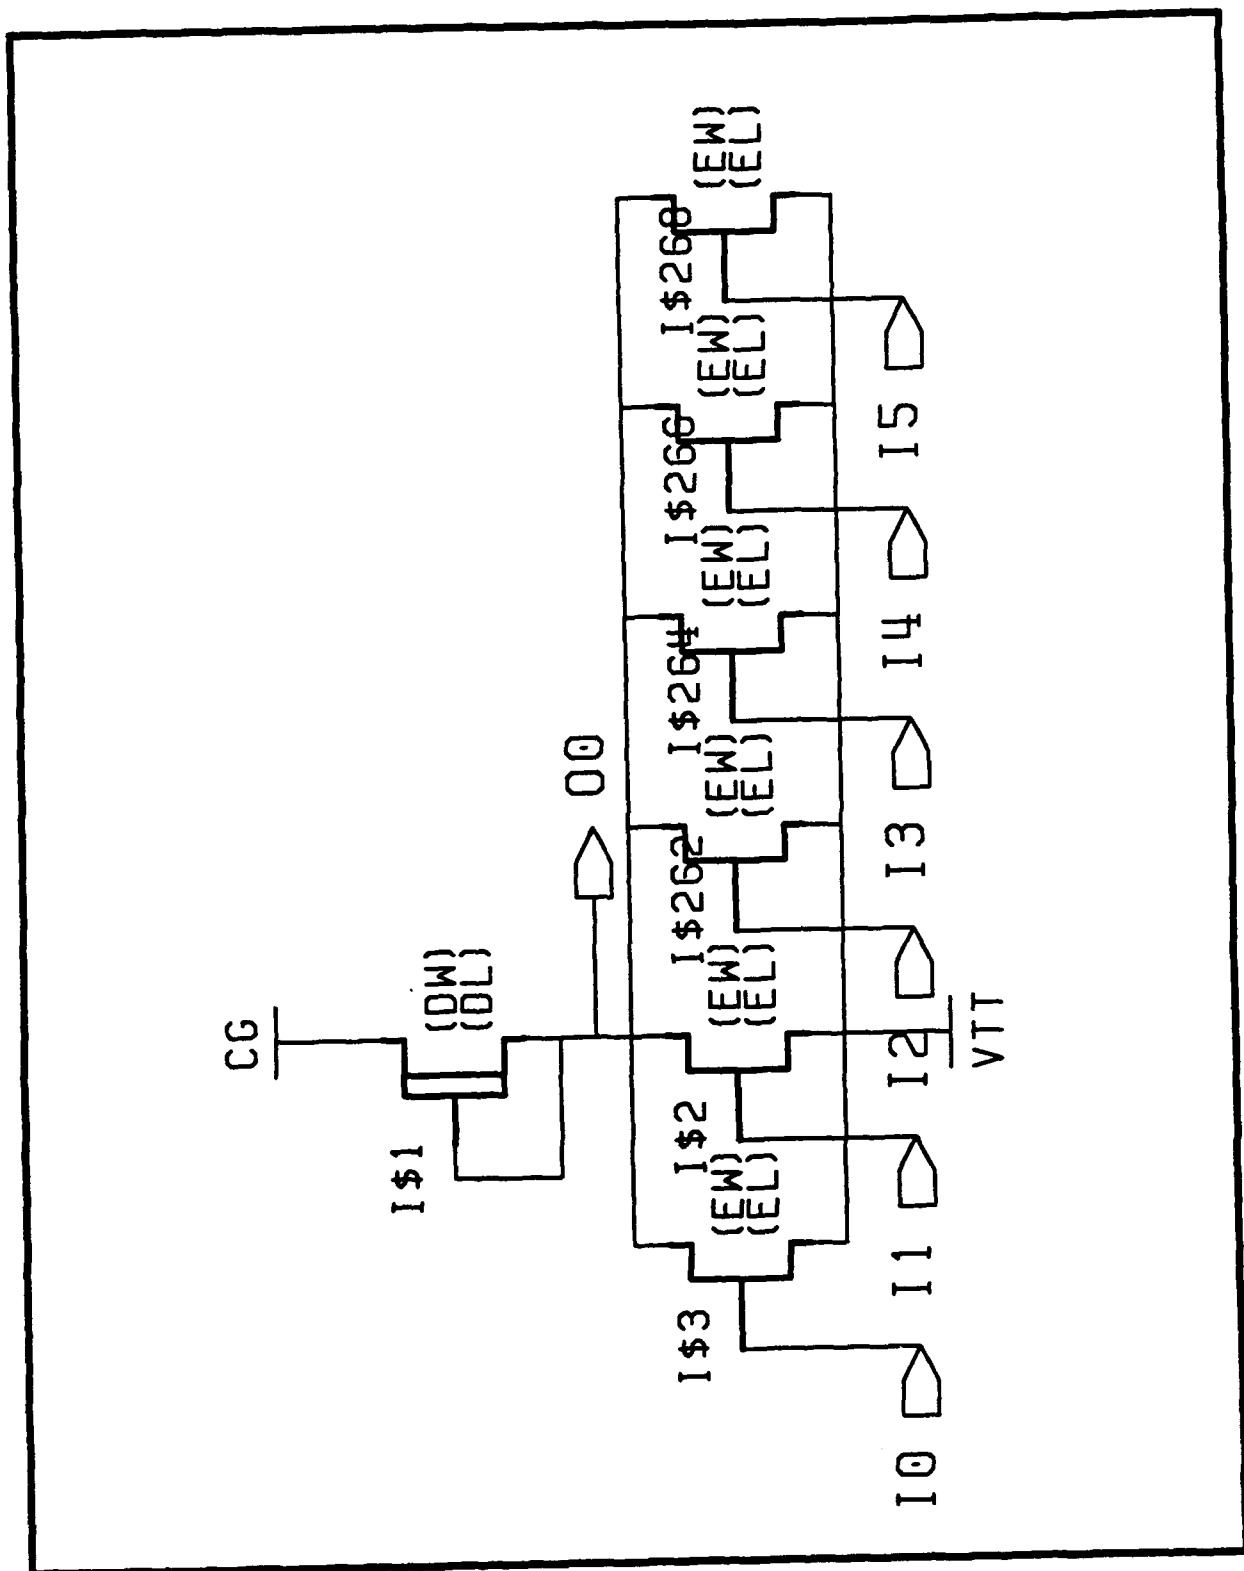 CG
I$1
(DW)
(DL)
O0
I$3
(EW)
(EL)
I$2
(EW)
(EL)
I$262
(EW)
(EL)
I$264
(EW)
(EL)
I$266
(EW)
(EL)
I$268
(EW)
(EL)
I0
I1
I2
I3
I4
I5
VTT